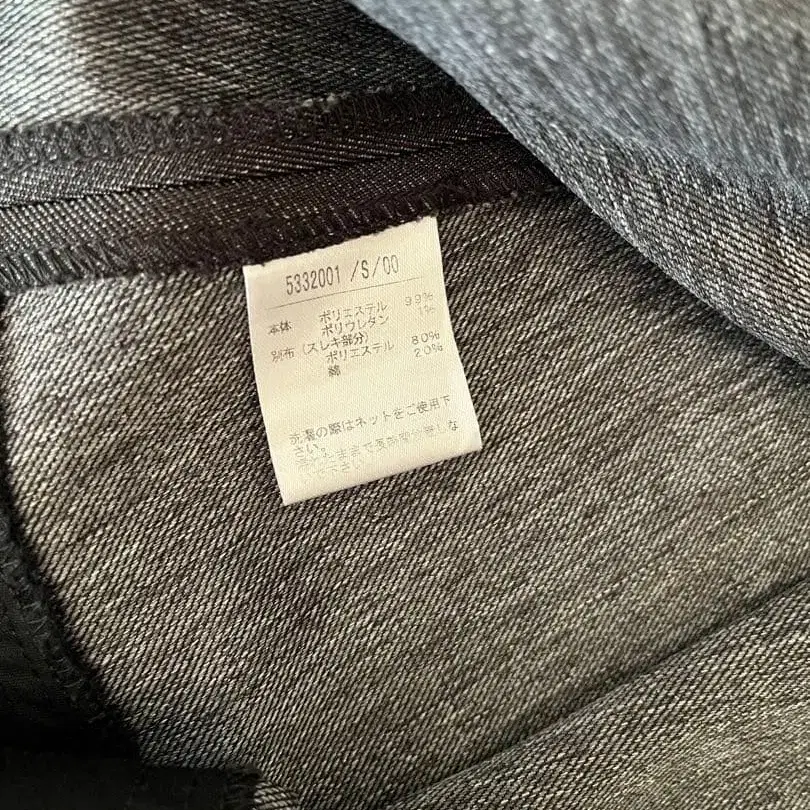 5332001 /S/00
本体 ポリエステル 99%
ポリウレタン 1%
別布(スレキ部分)
ポリエステル 80%
綿 20%
洗濯の際はネットをご使用下
さい。